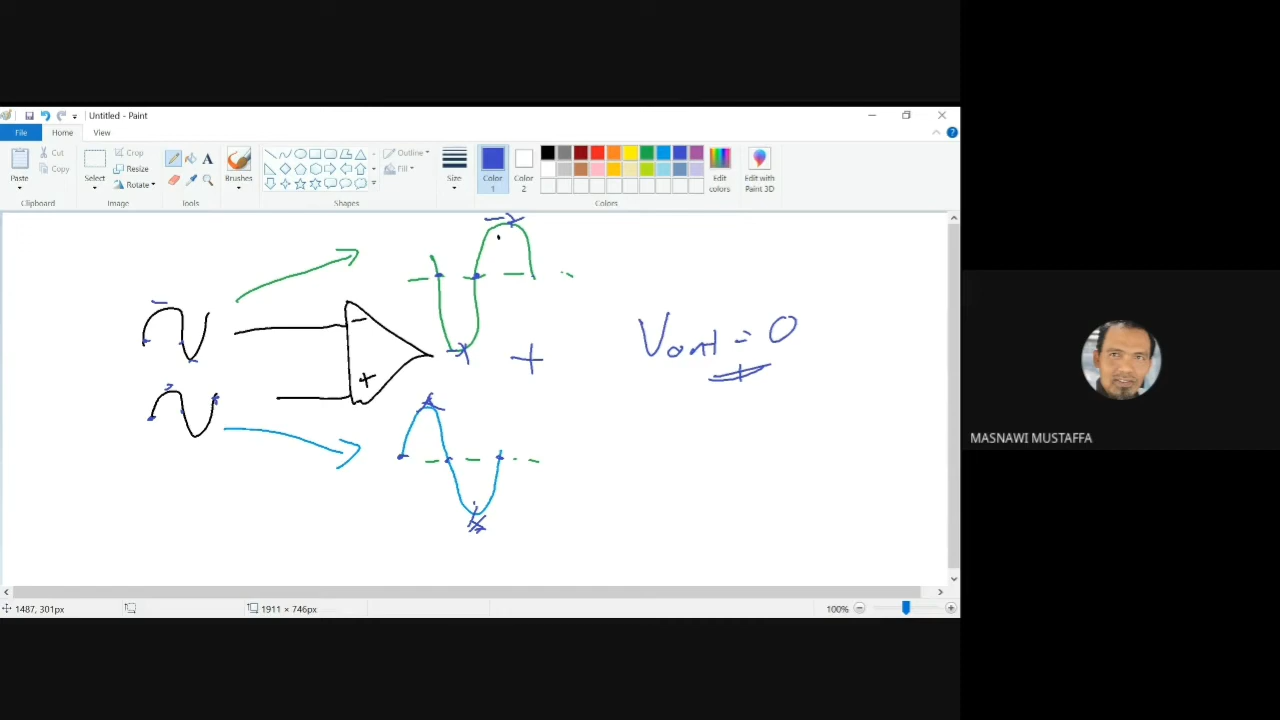 Untitled - Paint
File Home View
Paste
Cut
Copy
Clipboard
Select
Crop
Resize
Rotate
Image
A
Tools
Brushes
Outline
Fill
Shapes
Size
Color 1
Color 2
Edit colors
Edit with Paint 3D
Colors
−
+
+
Vout = 0
MASNAWI MUSTAFFA
1487, 301px
1911 × 746px
100%